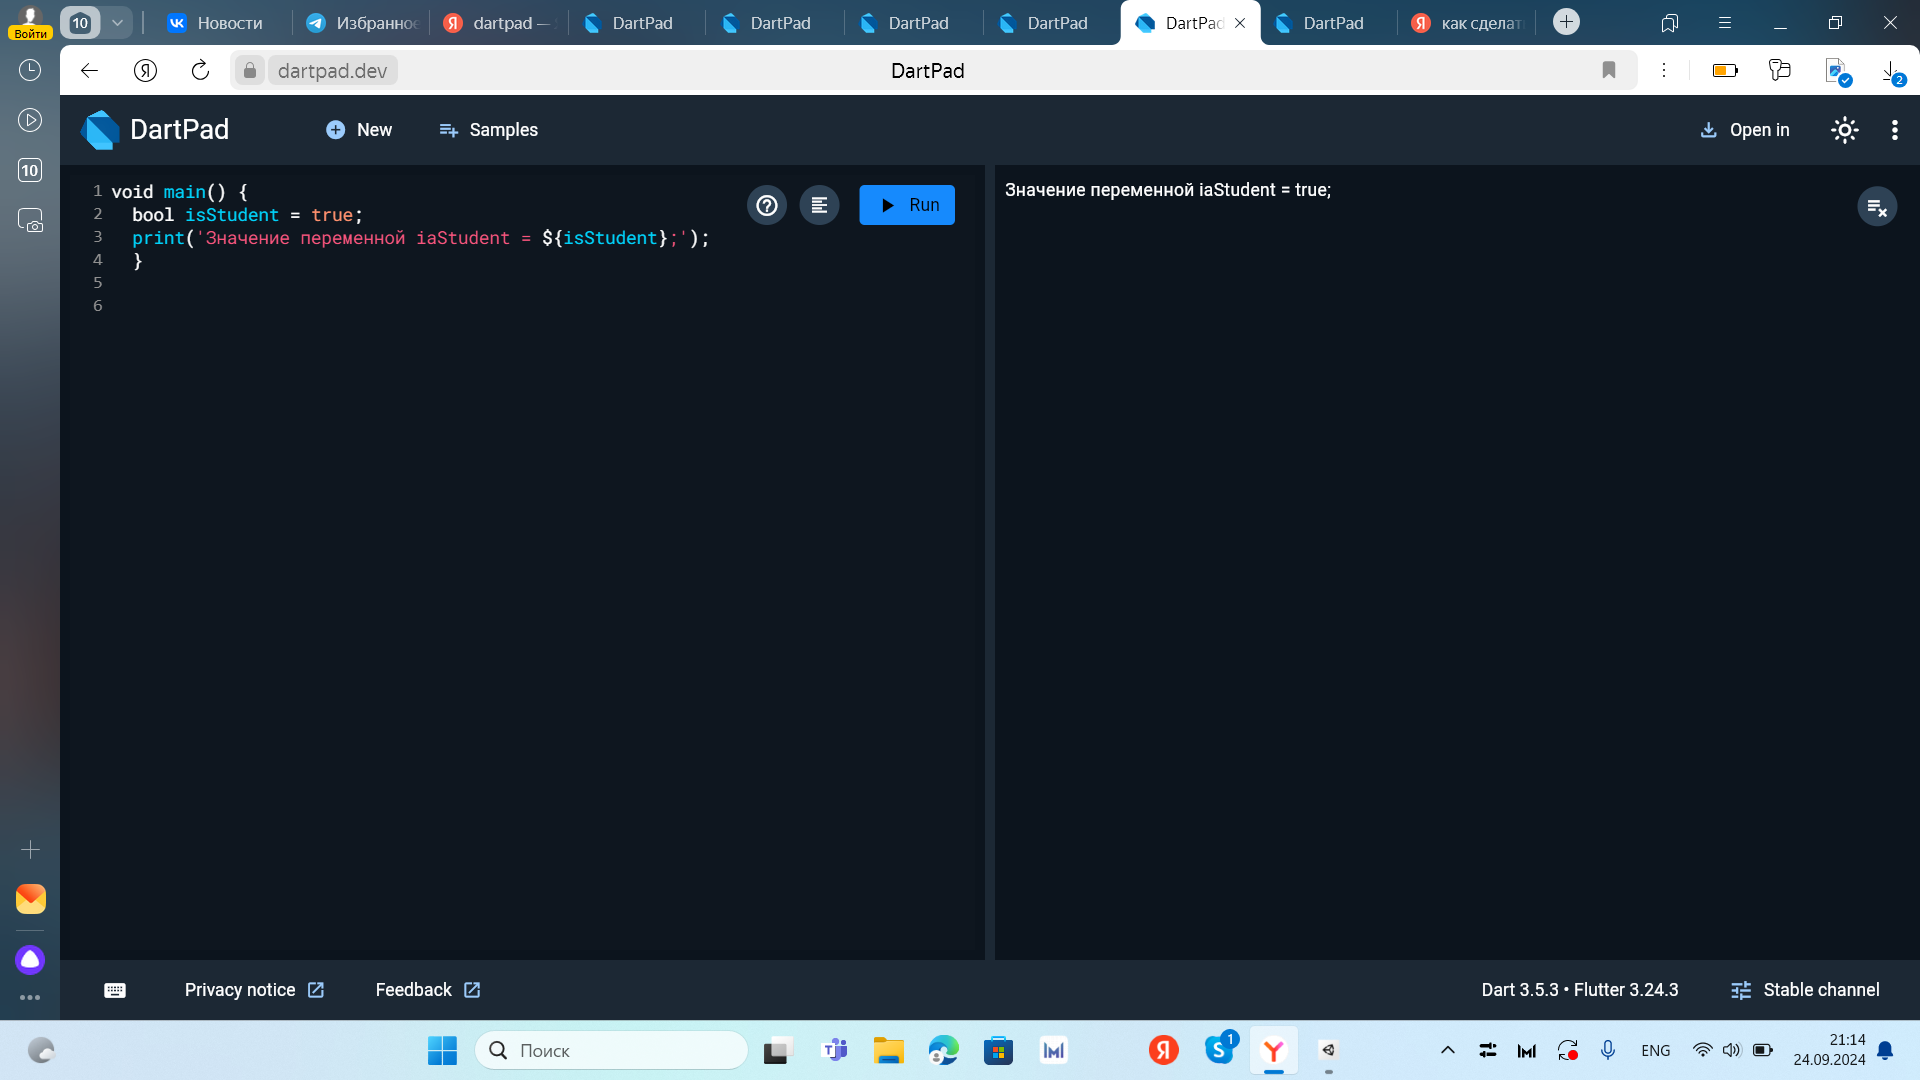 Войти
10
Новости
Избранное
dartpad —
DartPad
DartPad
DartPad
DartPad
DartPad
DartPad
как сделат
dartpad.dev
DartPad
2
10
DartPad
New
Samples
Open in
1 void main() {
2 bool isStudent = true;
3 print('Значение переменной iaStudent = ${isStudent};');
4 }
5
6
Run
Значение переменной iaStudent = true;
Privacy notice
Feedback
Dart 3.5.3 • Flutter 3.24.3
Stable channel
Поиск
1
ENG
21:14
24.09.2024